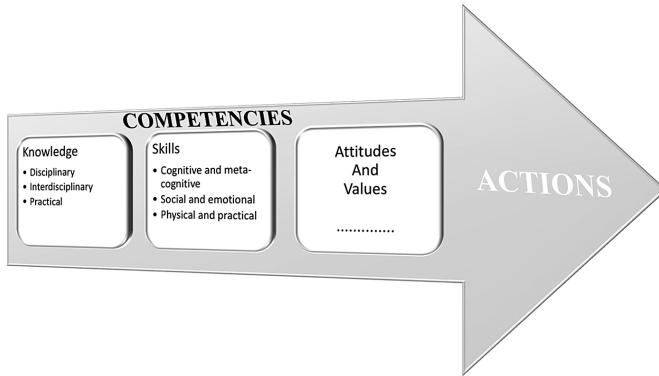 COMPETENCIES
Knowledge
• Disciplinary
• Interdisciplinary
• Practical
Skills
• Cognitive and meta-
cognitive
• Social and emotional
• Physical and practical
Attitudes
And
Values
..............
ACTIONS